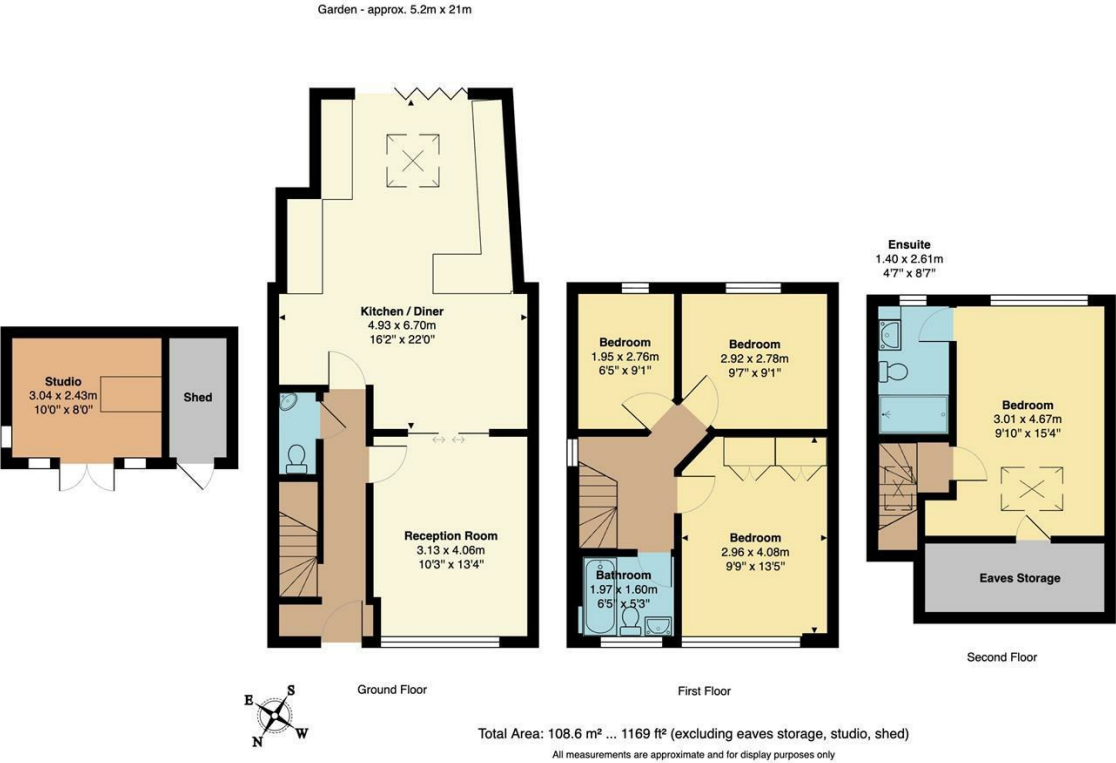 Garden - approx. 5.2m x 21m
Kitchen / Diner
4.93 x 6.70m
16'2" x 22'0"
Studio
3.04 x 2.43m
10'0" x 8'0"
Shed
Reception Room
3.13 x 4.06m
10'3" x 13'4"
Ground Floor
Bedroom
1.95 x 2.76m
6'5" x 9'1"
Bedroom
2.92 x 2.78m
9'7" x 9'1"
Bedroom
2.96 x 4.08m
9'9" x 13'5"
Bathroom
1.97 x 1.60m
6'5" x 5'3"
First Floor
Ensuite
1.40 x 2.61m
4'7" x 8'7"
Bedroom
3.01 x 4.67m
9'10" x 15'4"
Eaves Storage
Second Floor
E
S
N
W
Total Area: 108.6 m² ... 1169 ft² (excluding eaves storage, studio, shed)
All measurements are approximate and for display purposes only